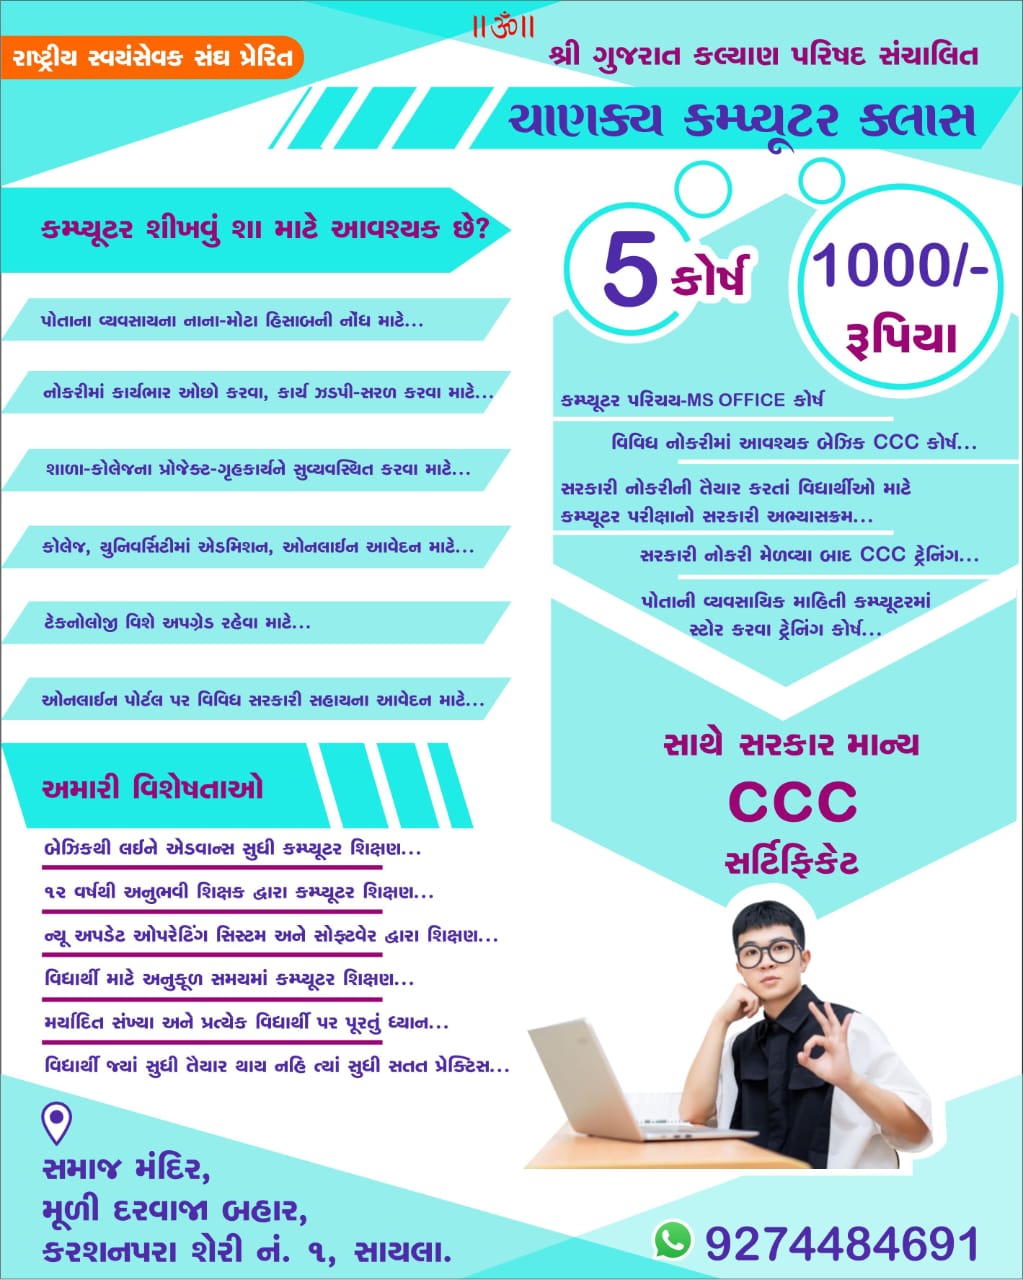 ॥ॐ॥
રાષ્ટ્રીય સ્વયંસેવક સંઘ પ્રેરિત
શ્રી ગુજરાત કલ્યાણ પરિષદ સંચાલિત
ચાણક્ય કમ્પ્યૂટર ક્લાસ
કમ્પ્યૂટર શીખવું શા માટે આવશ્યક છે?
પોતાના વ્યવસાયના નાના-મોટા હિસાબની નોંધ માટે...
નોકરીમાં કાર્યભાર ઓછો કરવા, કાર્ય ઝડપી-સરળ કરવા માટે...
શાળા-કોલેજના પ્રોજેક્ટ-ગૃહકાર્યને સુવ્યવસ્થિત કરવા માટે...
કોલેજ, યુનિવર્સિટીમાં એડમિશન, ઓનલાઈન આવેદન માટે...
ટેકનોલોજી વિશે અપગ્રેડ રહેવા માટે...
ઓનલાઈન પોર્ટલ પર વિવિધ સરકારી સહાયના આવેદન માટે...
5 કોર્ષ
1000/-
રૂપિયા
કમ્પ્યૂટર પરિચય-MS OFFICE કોર્ષ
વિવિધ નોકરીમાં આવશ્યક બેઝિક CCC કોર્ષ...
સરકારી નોકરીની તૈયાર કરતાં વિદ્યાર્થીઓ માટે
કમ્પ્યૂટર પરીક્ષાનો સરકારી અભ્યાસક્રમ...
સરકારી નોકરી મેળવ્યા બાદ CCC ટ્રેનિંગ...
પોતાની વ્યવસાયિક માહિતી કમ્પ્યૂટરમાં
સ્ટોર કરવા ટ્રેનિંગ કોર્ષ...
સાથે સરકાર માન્ય
CCC
સર્ટિફિકેટ
અમારી વિશેષતાઓ
બેઝિકથી લઈને એડવાન્સ સુધી કમ્પ્યૂટર શિક્ષણ...
૧૨ વર્ષથી અનુભવી શિક્ષક દ્વારા કમ્પ્યૂટર શિક્ષણ...
ન્યૂ અપડેટ ઓપરેટિંગ સિસ્ટમ અને સોફ્ટવેર દ્વારા શિક્ષણ...
વિદ્યાર્થી માટે અનુકૂળ સમયમાં કમ્પ્યૂટર શિક્ષણ...
મર્યાદિત સંખ્યા અને પ્રત્યેક વિદ્યાર્થી પર પૂરતું ધ્યાન...
વિદ્યાર્થી જ્યાં સુધી તૈયાર થાય નહિ ત્યાં સુધી સતત પ્રેક્ટિસ...
સમાજ મંદિર,
મૂળી દરવાજા બહાર,
કરશનપરા શેરી નં. ૧, સાયલા.
9274484691